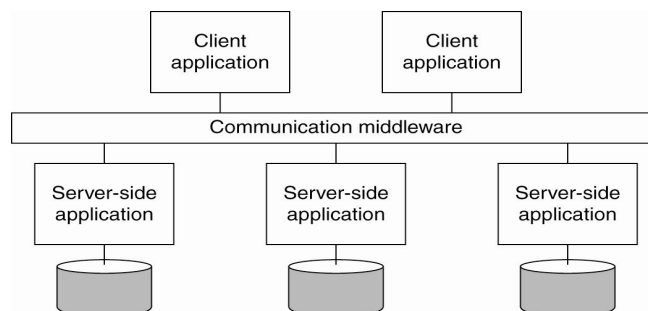 Client
application
Client
application
Communication middleware
Server-side
application
Server-side
application
Server-side
application